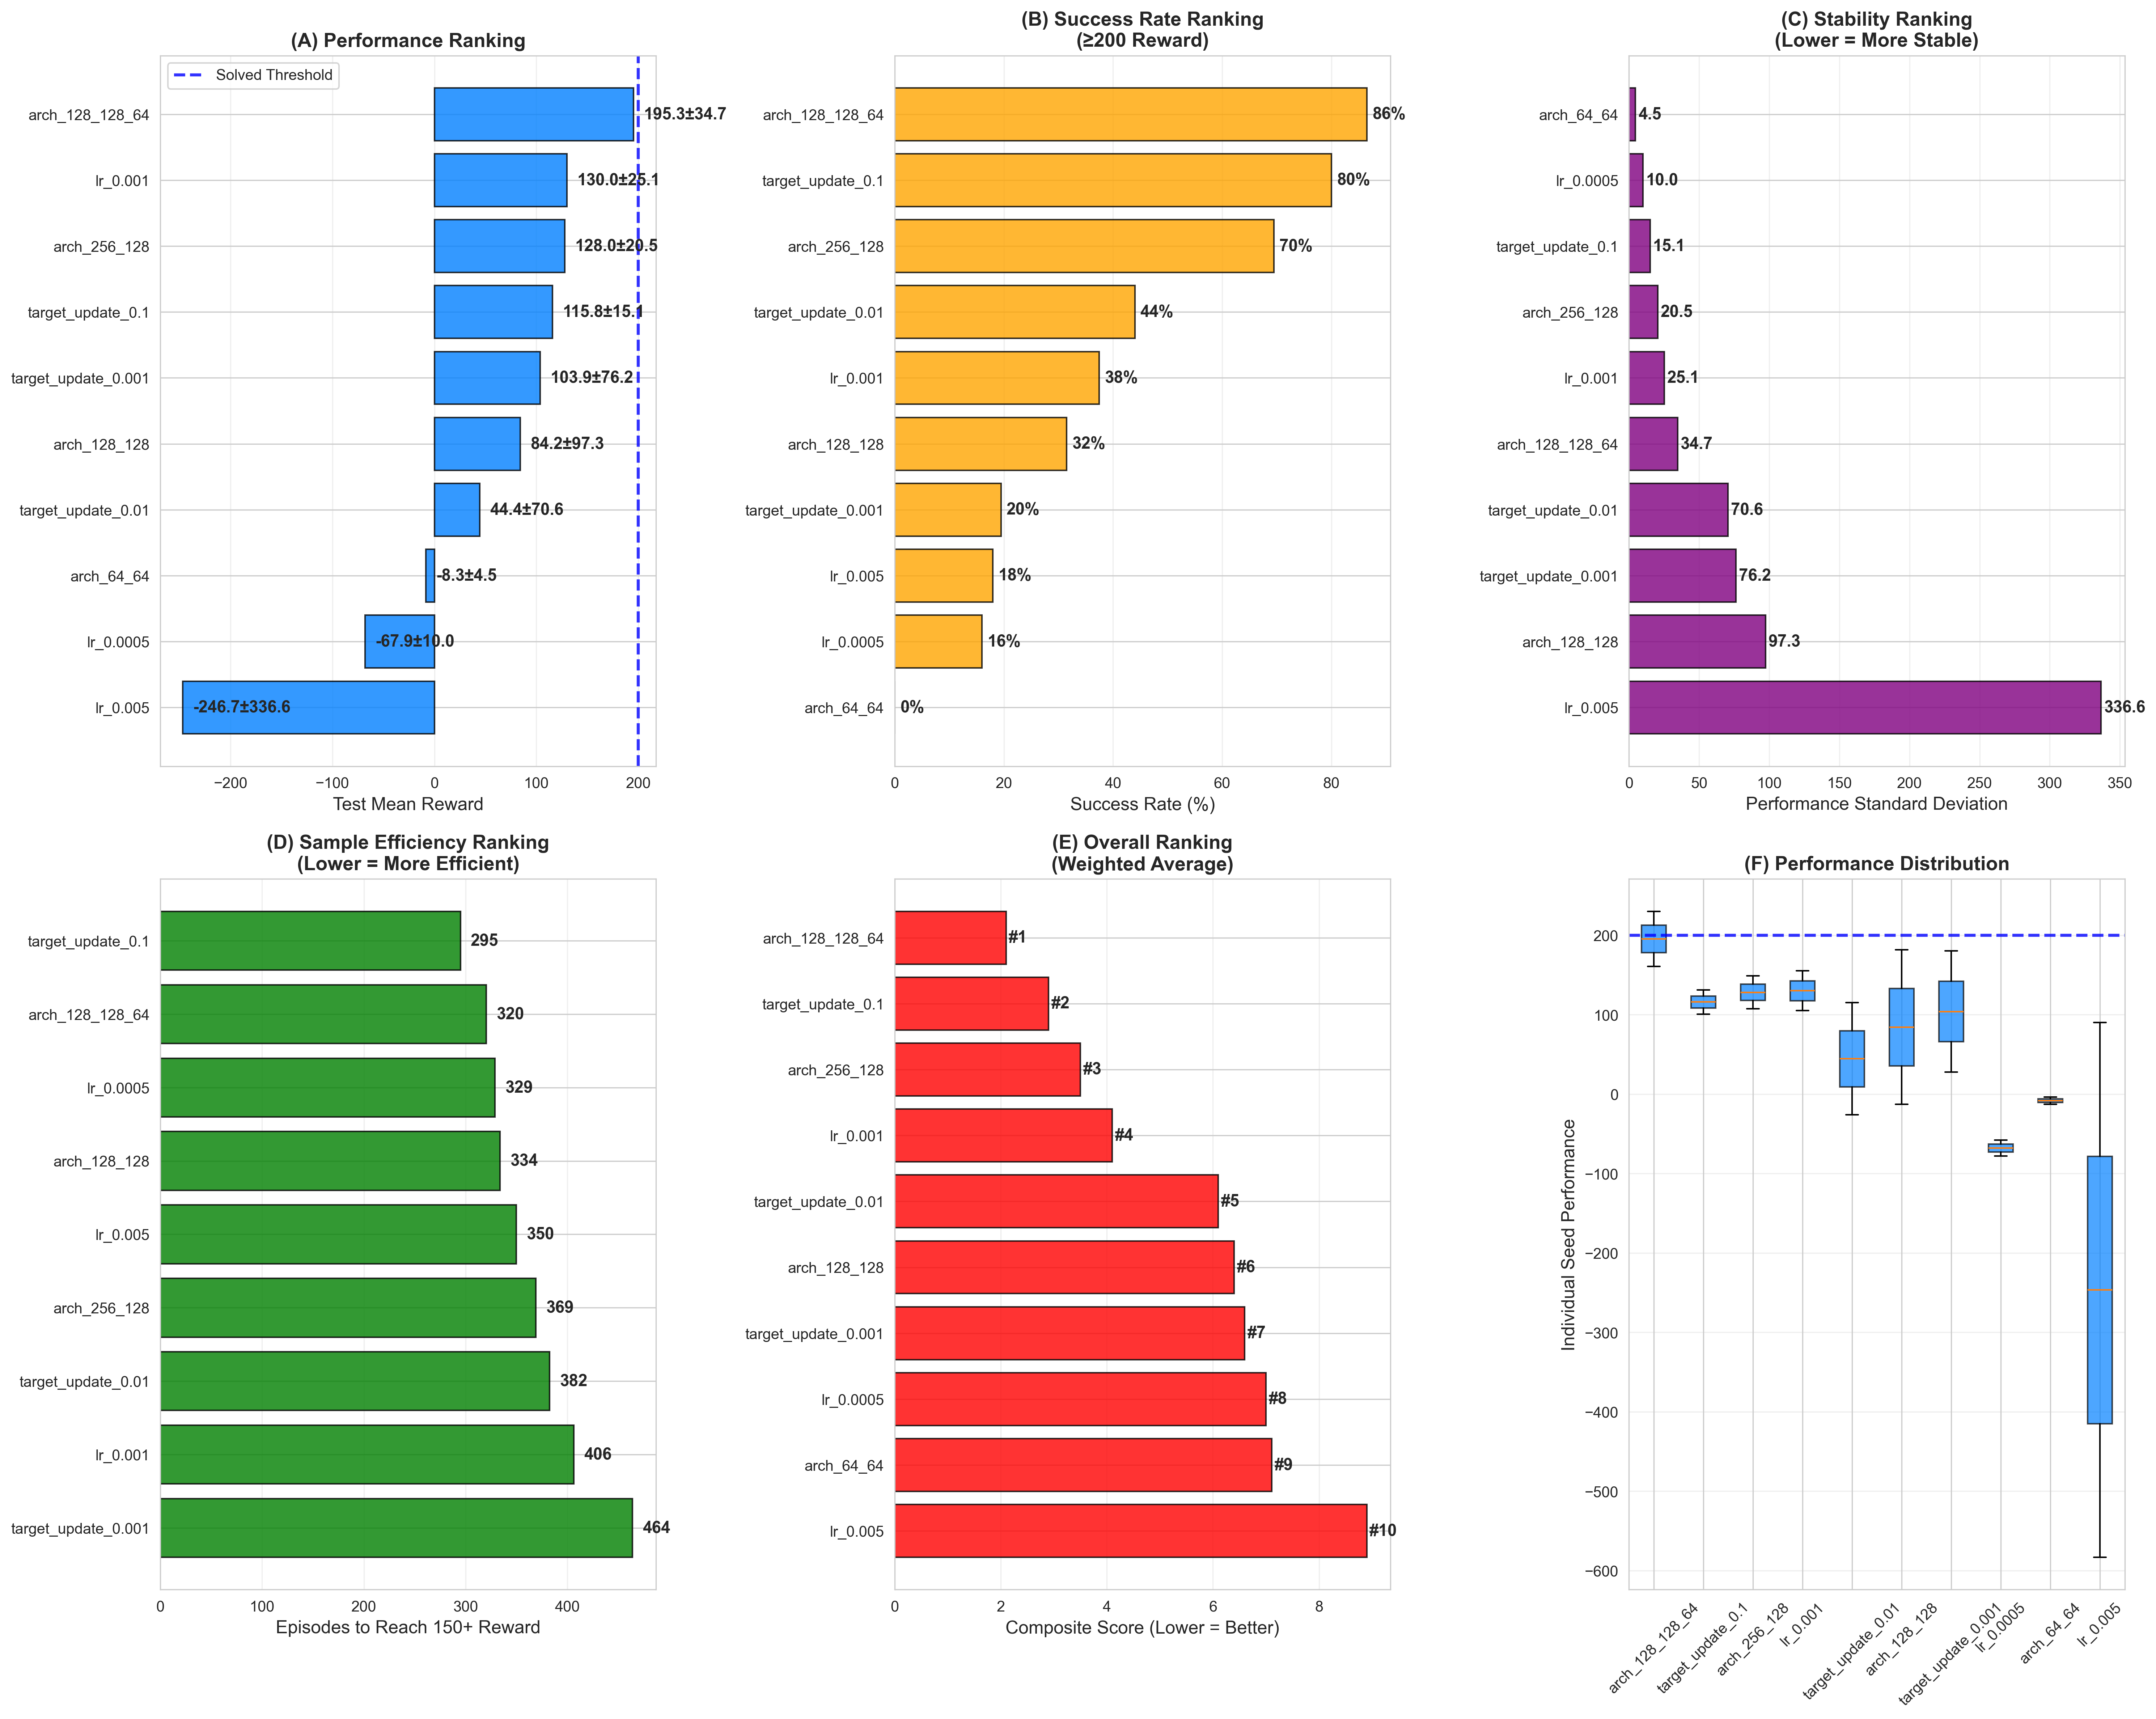 (A) Performance Ranking
Solved Threshold
arch_128_128_64
195.3±34.7
lr_0.001
130.0±25.1
arch_256_128
128.0±20.5
target_update_0.1
115.8±15.1
target_update_0.001
103.9±76.2
arch_128_128
84.2±97.3
target_update_0.01
44.4±70.6
arch_64_64
-8.3±4.5
lr_0.0005
-67.9±10.0
lr_0.005
-246.7±336.6
−200
−100
0
100
200
Test Mean Reward
(B) Success Rate Ranking
(≥200 Reward)
arch_128_128_64
86%
target_update_0.1
80%
arch_256_128
70%
target_update_0.01
44%
lr_0.001
38%
arch_128_128
32%
target_update_0.001
20%
lr_0.005
18%
lr_0.0005
16%
arch_64_64
0%
0
20
40
60
80
Success Rate (%)
(C) Stability Ranking
(Lower = More Stable)
arch_64_64
4.5
lr_0.0005
10.0
target_update_0.1
15.1
arch_256_128
20.5
lr_0.001
25.1
arch_128_128_64
34.7
target_update_0.01
70.6
target_update_0.001
76.2
arch_128_128
97.3
lr_0.005
336.6
0
50
100
150
200
250
300
350
Performance Standard Deviation
(D) Sample Efficiency Ranking
(Lower = More Efficient)
target_update_0.1
295
arch_128_128_64
320
lr_0.0005
329
arch_128_128
334
lr_0.005
350
arch_256_128
369
target_update_0.01
382
lr_0.001
406
target_update_0.001
464
0
100
200
300
400
Episodes to Reach 150+ Reward
(E) Overall Ranking
(Weighted Average)
arch_128_128_64
#1
target_update_0.1
#2
arch_256_128
#3
lr_0.001
#4
target_update_0.01
#5
arch_128_128
#6
target_update_0.001
#7
lr_0.0005
#8
arch_64_64
#9
lr_0.005
#10
0
2
4
6
8
Composite Score (Lower = Better)
(F) Performance Distribution
Individual Seed Performance
200
100
0
−100
−200
−300
−400
−500
−600
arch_128_128_64
target_update_0.1
arch_256_128
lr_0.001
target_update_0.01
arch_128_128
target_update_0.001
lr_0.0005
arch_64_64
lr_0.005